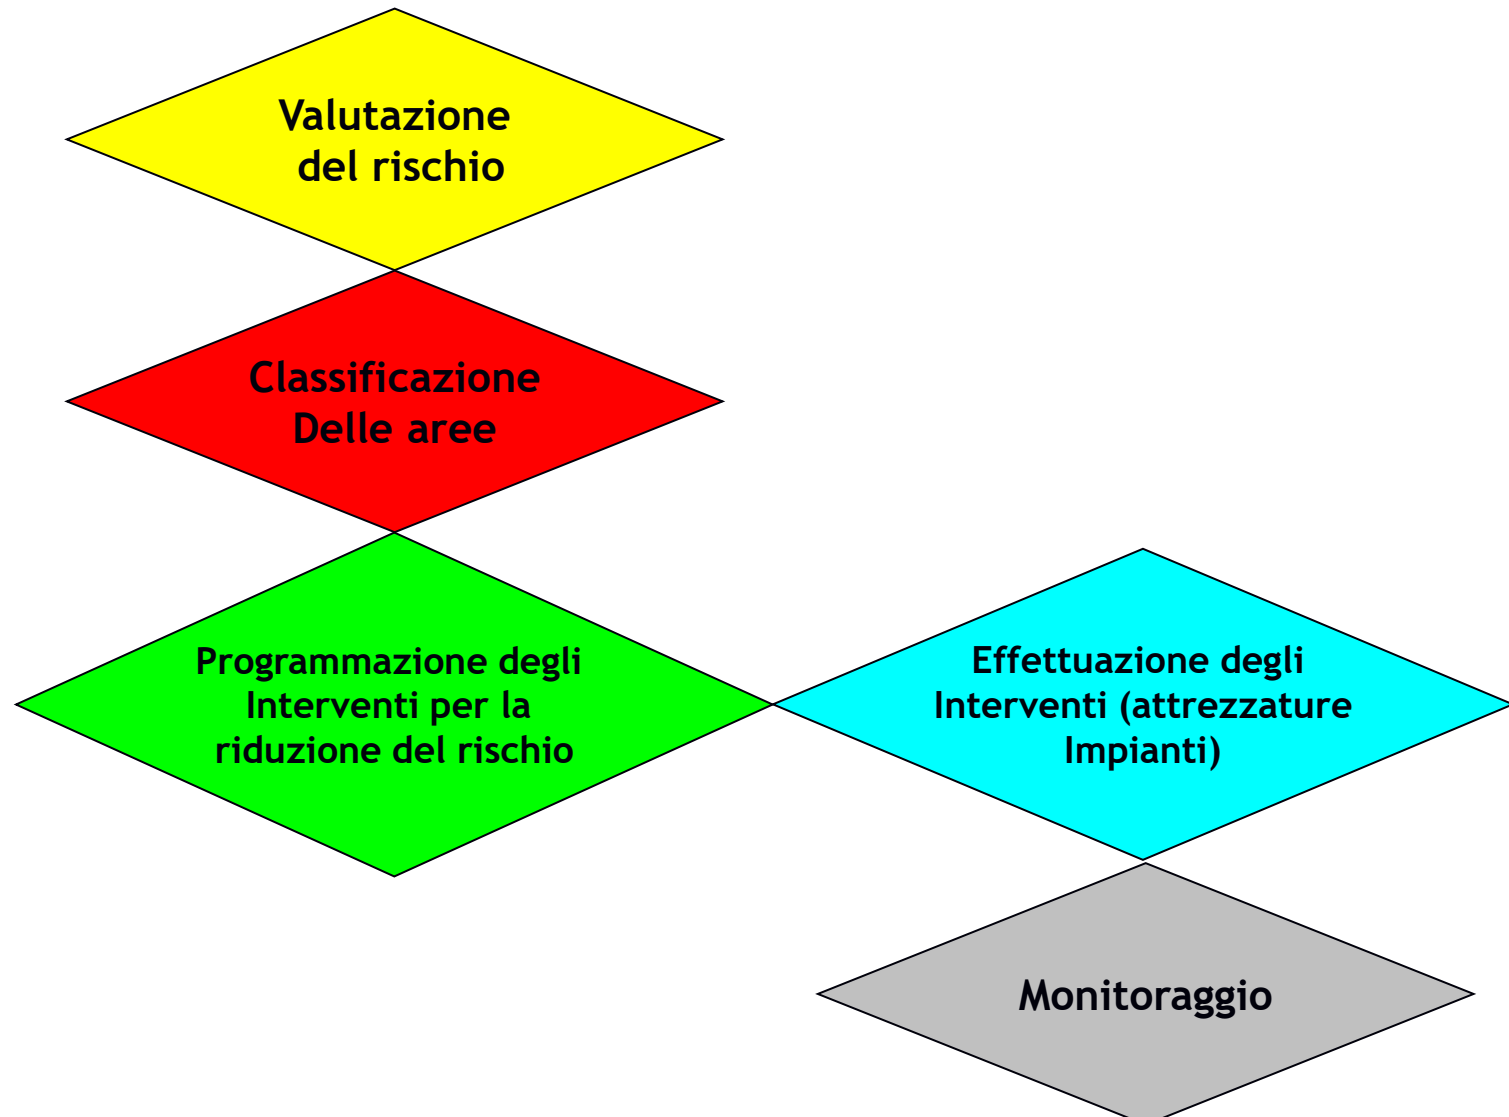 Valutazione
del rischio
Classificazione
Delle aree
Programmazione degli
Interventi per la
riduzione del rischio
Effettuazione degli
Interventi (attrezzature
Impianti)
Monitoraggio